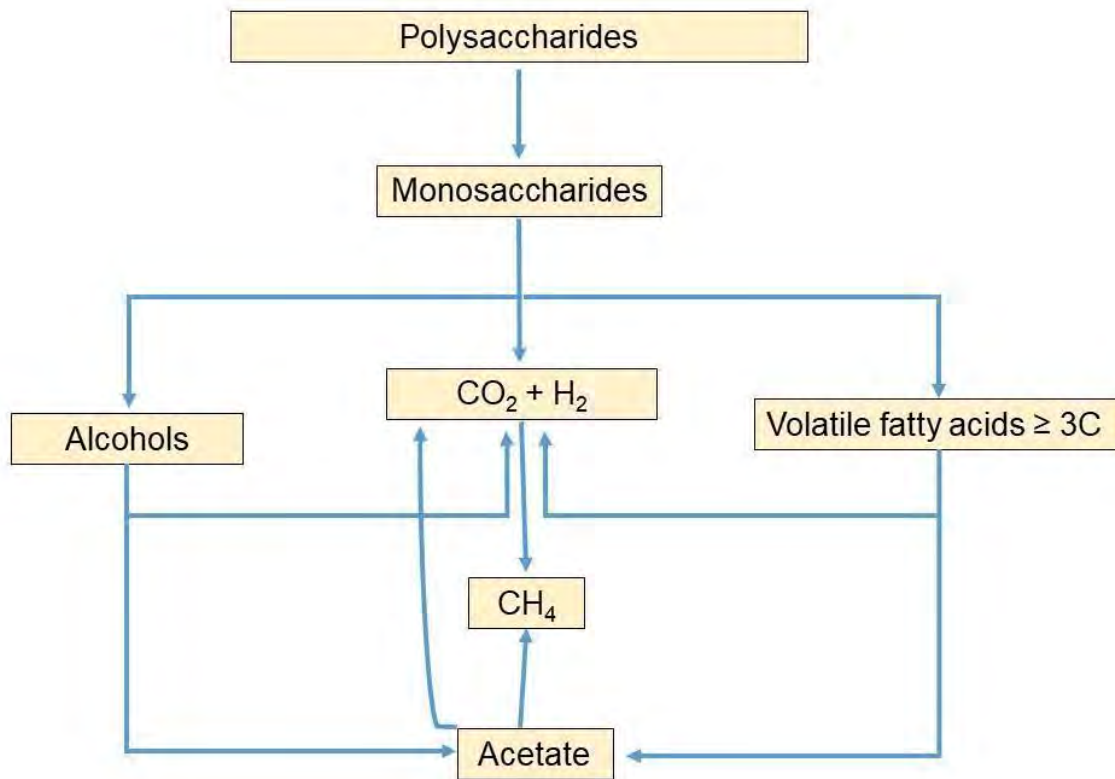 Polysaccharides
Monosaccharides
CO₂ + H₂
Alcohols
Volatile fatty acids ≥ 3C
CH₄
Acetate